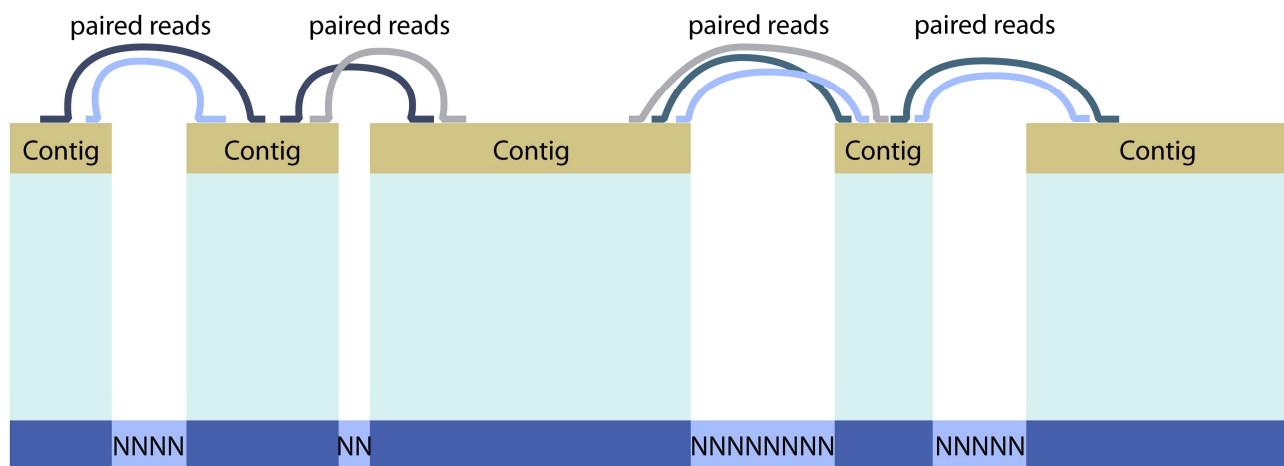 paired reads paired reads paired reads paired reads
Contig Contig Contig Contig Contig
NNNN NN NNNNNNNN NNNNN